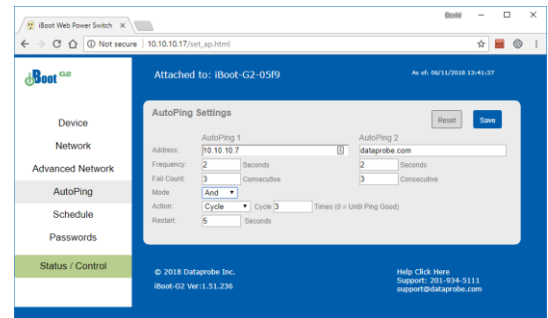 iBoot Web Power Switch
David
Not secure | 10.10.10.17/set_ap.html
iBoot G2
Attached to: iBoot-G2-05f9
As of: 06/11/2018 13:41:37
Device
Network
Advanced Network
AutoPing
Schedule
Passwords
Status / Control
AutoPing Settings
Reset
Save
AutoPing 1 AutoPing 2
Address: 10.10.10.7 dataprobe.com
Frequency: 2 Seconds 2 Seconds
Fail Count: 3 Consecutive 3 Consecutive
Mode And
Action: Cycle Cycle 3 Times (0 = Until Ping Good)
Restart: 5 Seconds
© 2018 Dataprobe Inc.
iBoot-G2 Ver:1.51.236
Help Click Here
Support: 201-934-5111
support@dataprobe.com